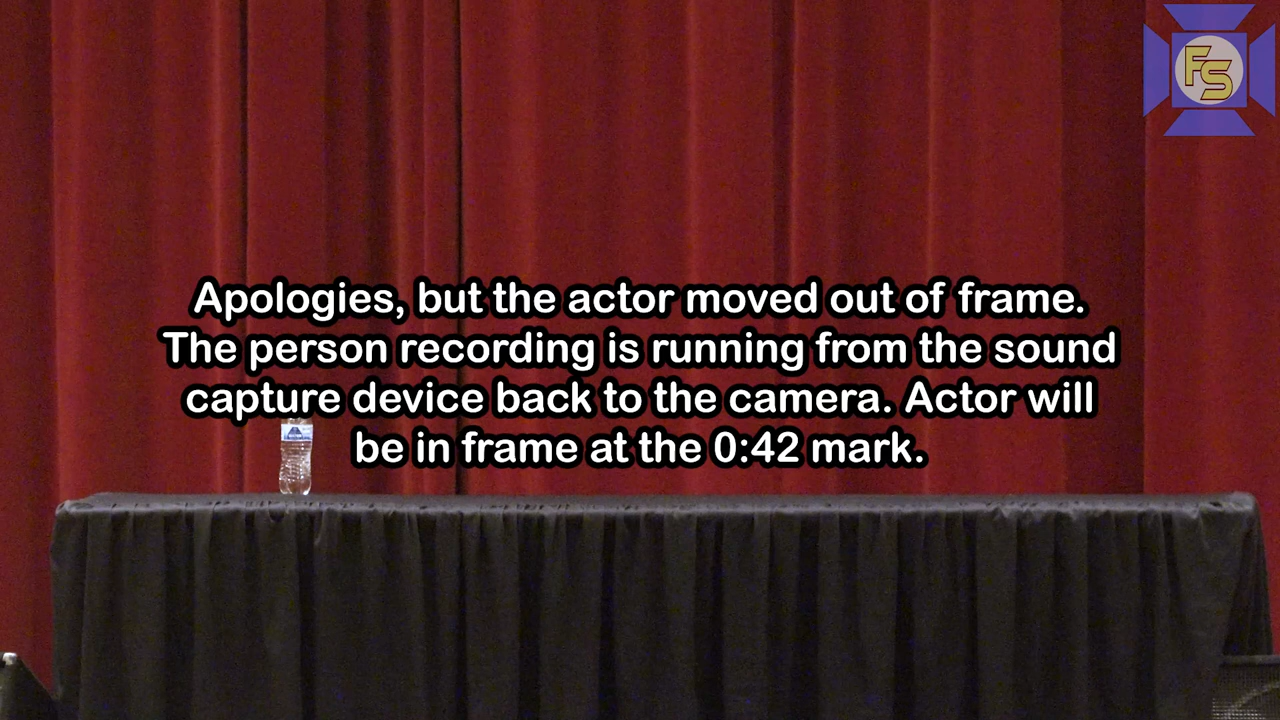 FS
Apologies, but the actor moved out of frame.
The person recording is running from the sound
capture device back to the camera. Actor will
be in frame at the 0:42 mark.